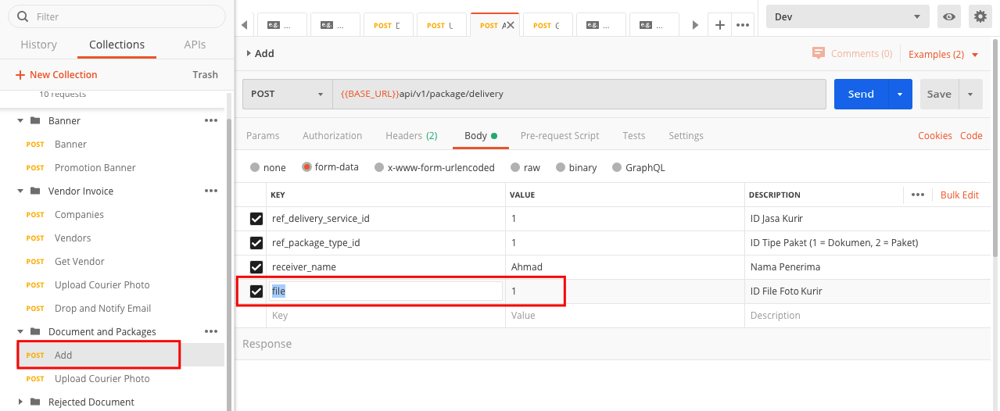 Filter
History Collections APIs
New Collection Trash
10 requests
Banner
POST Banner
POST Promotion Banner
Vendor Invoice
POST Companies
POST Vendors
POST Get Vendor
POST Upload Courier Photo
POST Drop and Notify Email
Document and Packages
POST Add
POST Upload Courier Photo
Rejected Document
e.g. ... e.g. ... POST POST POST POST e.g. ... e.g. ...
Dev
Add
Comments (0) Examples (2)
POST {{BASE_URL}}api/v1/package/delivery Send Save
Params Authorization Headers (2) Body Pre-request Script Tests Settings Cookies Code
none form-data x-www-form-urlencoded raw binary GraphQL
KEY VALUE DESCRIPTION ••• Bulk Edit
ref_delivery_service_id 1 ID Jasa Kurir
ref_package_type_id 1 ID Tipe Paket (1 = Dokumen, 2 = Paket)
receiver_name Ahmad Nama Penerima
file 1 ID File Foto Kurir
Key Value Description
Response